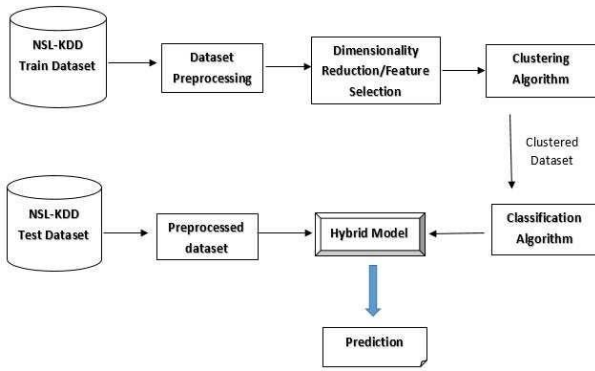 NSL-KDD
Train Dataset
Dataset
Preprocessing
Dimensionality
Reduction/Feature
Selection
Clustering
Algorithm
Clustered
Dataset
NSL-KDD
Test Dataset
Preprocessed
dataset
Hybrid Model
Classification
Algorithm
Prediction